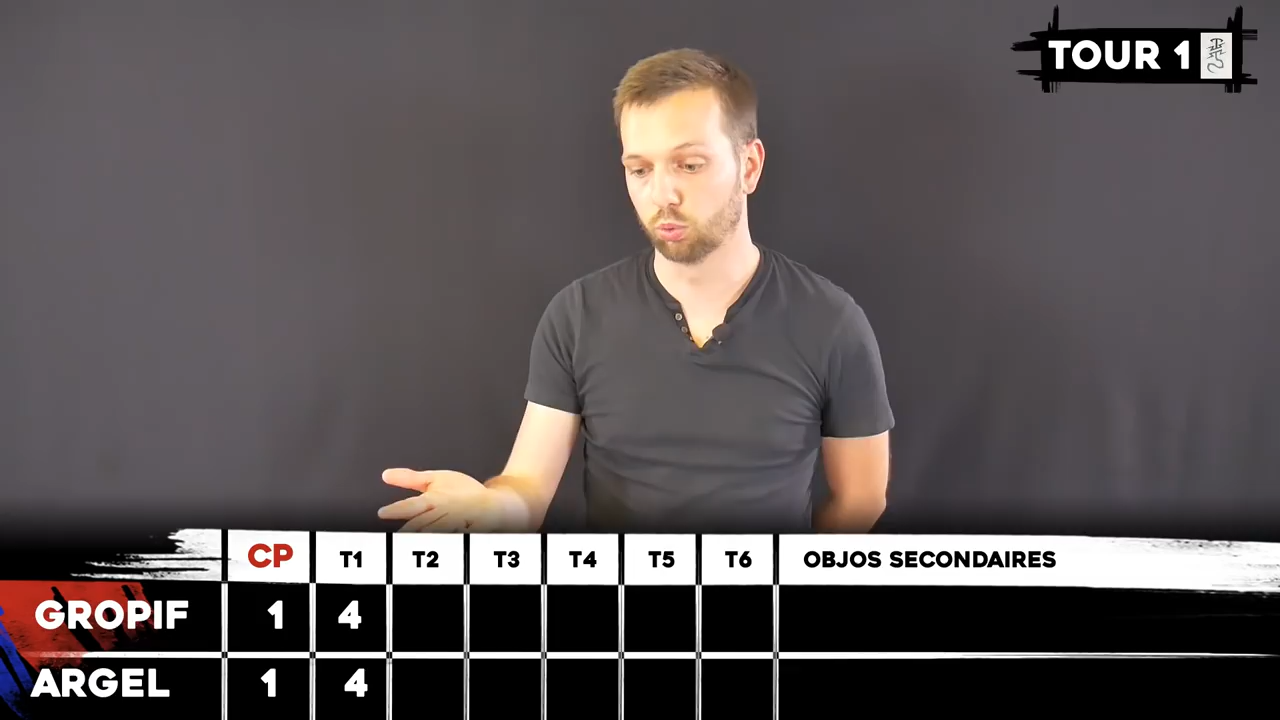 TOUR 1
CP T1 T2 T3 T4 T5 T6 OBJOS SECONDAIRES
GROPIF 1 4
ARGEL 1 4